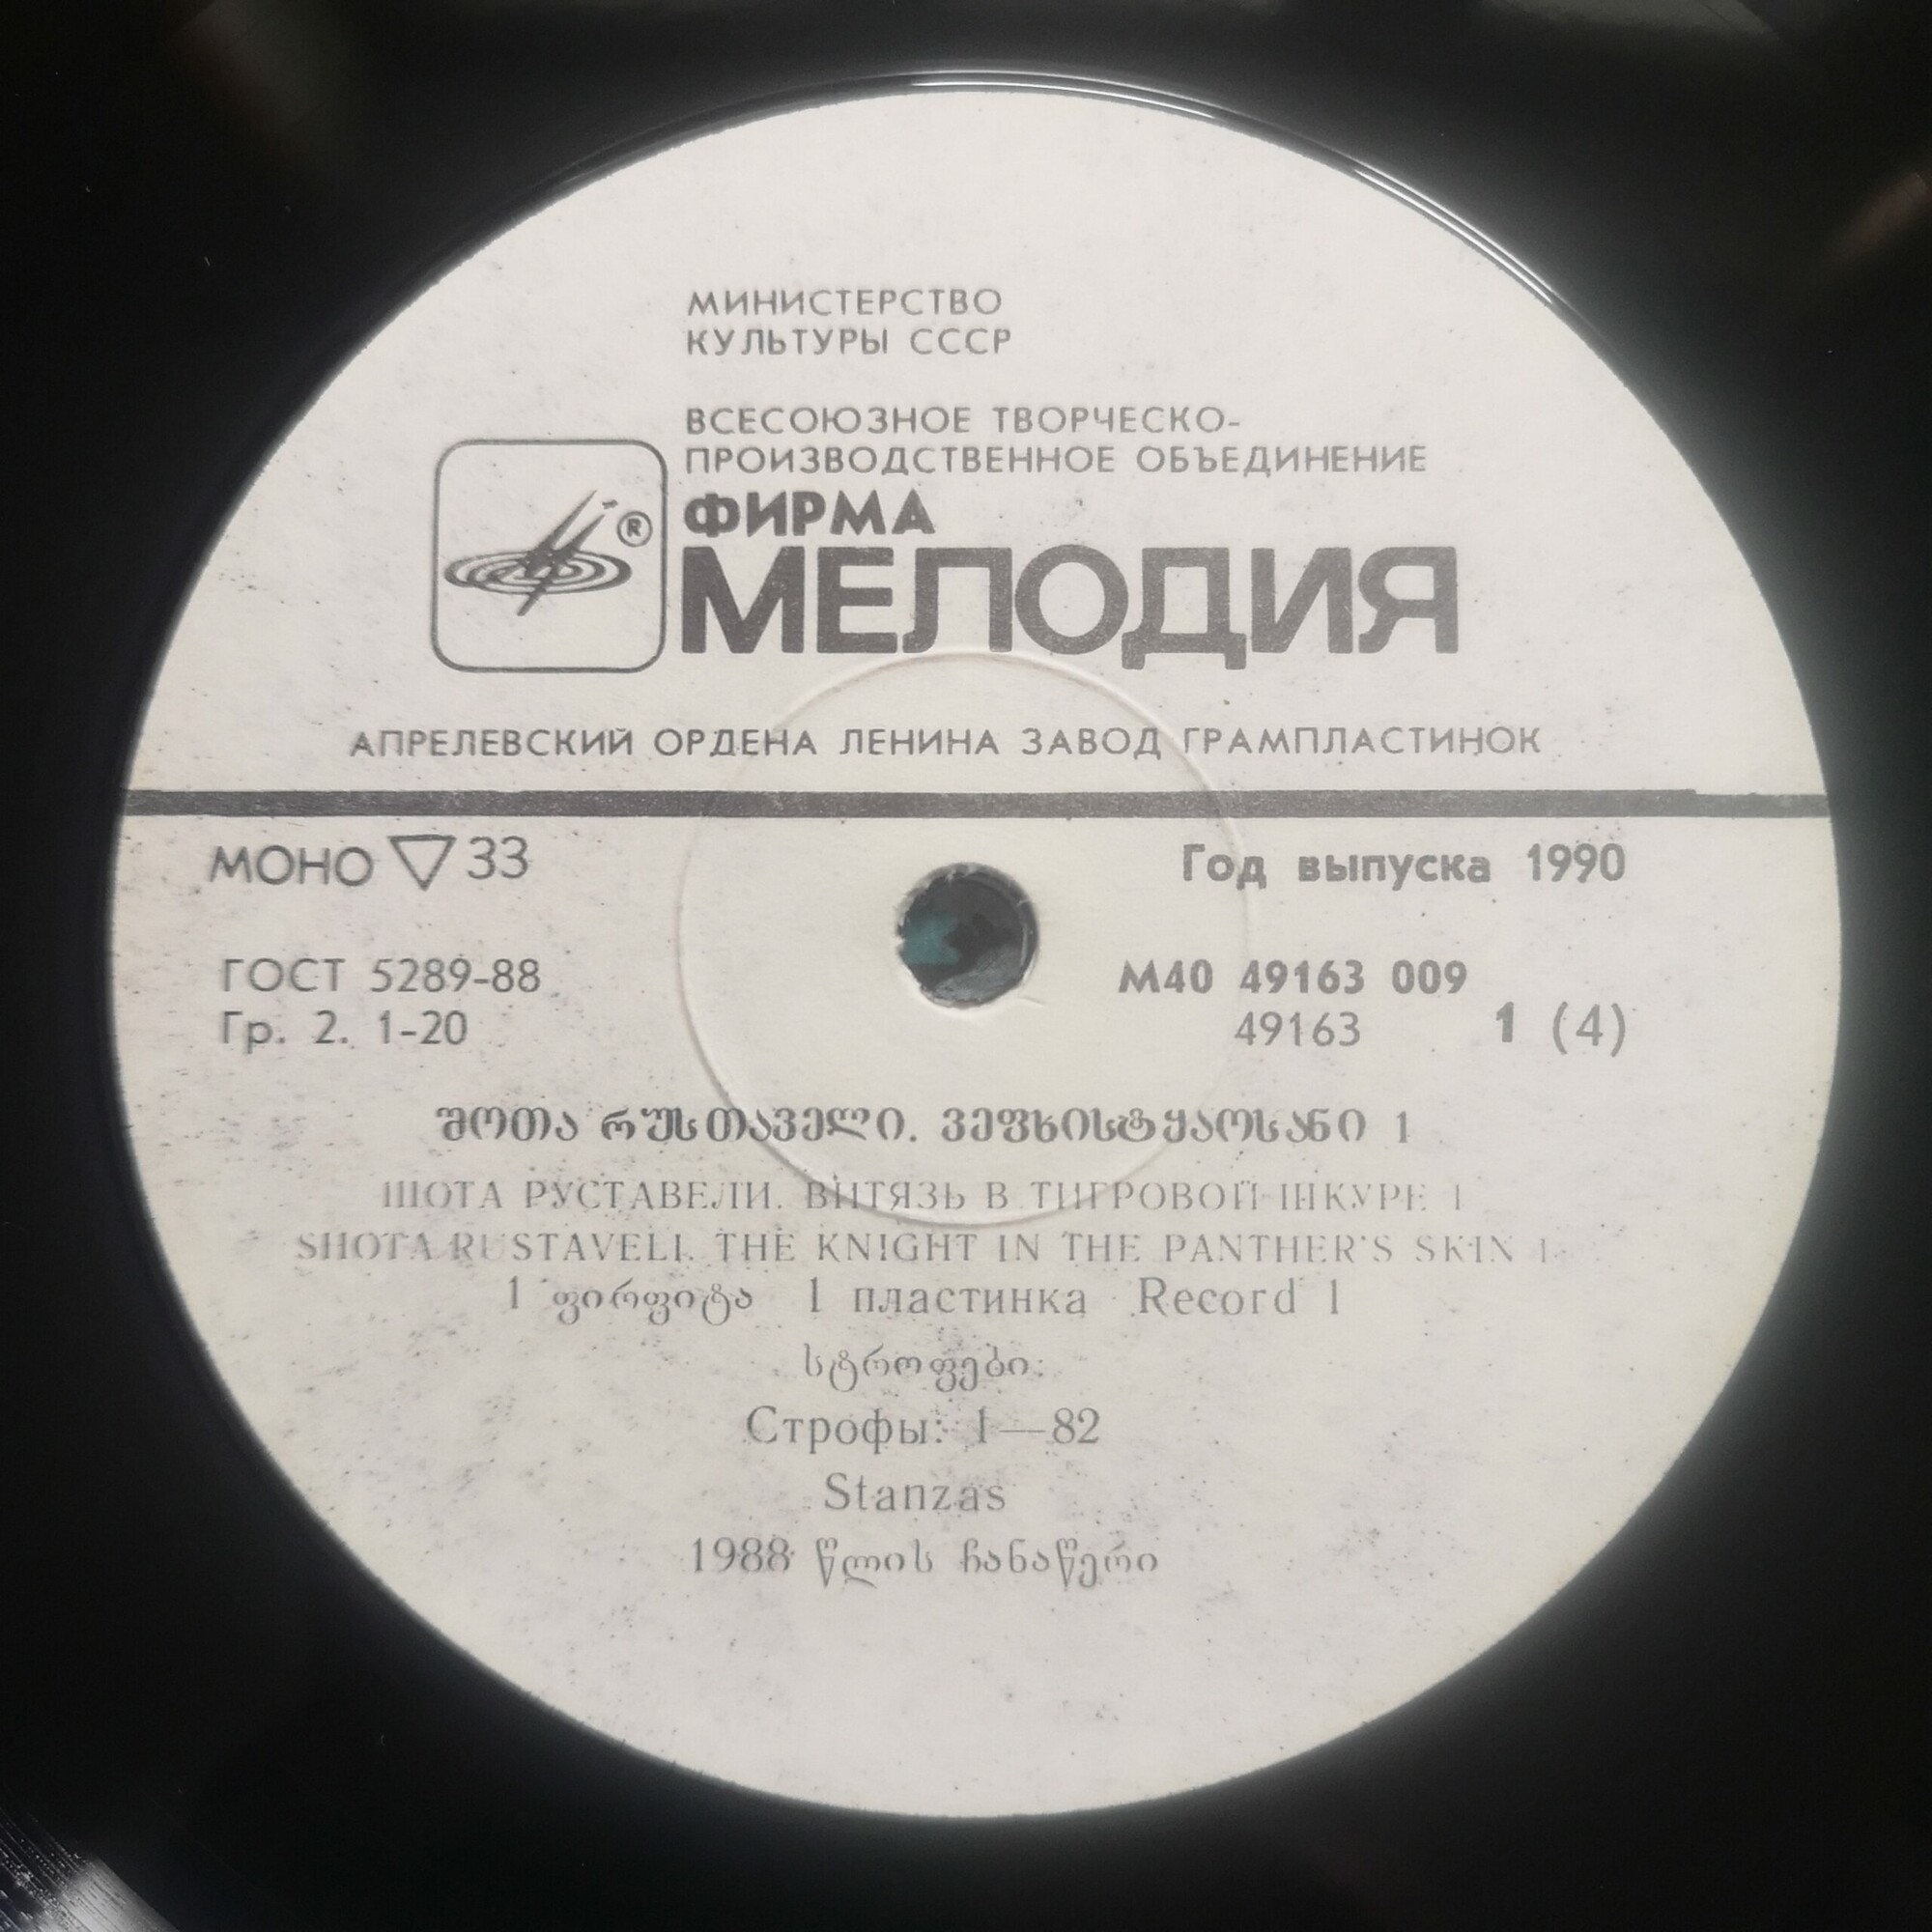 МИНИСТЕРСТВО
КУЛЬТУРЫ СССР
ВСЕСОЮЗНОЕ ТВОРЧЕСКО-
ПРОИЗВОДСТВЕННОЕ ОБЪЕДИНЕНИЕ
ФИРМА
®
МЕЛОДИЯ
АПРЕЛЕВСКИЙ ОРДЕНА ЛЕНИНА ЗАВОД ГРАМПЛАСТИНОК
МОНО ▽ 33 Год выпуска 1990
ГОСТ 5289-88 М40 49163 009
Гр. 2. 1-20 49163 1 (4)
შოთა რუსთაველი. ვეფხისტყაოსანი 1
ШОТА РУСТАВЕЛИ. ВИТЯЗЬ В ТИГРОВОЙ ШКУРЕ 1
SHOTA RUSTAVELI. THE KNIGHT IN THE PANTHER'S SKIN 1
1 ფირფიტა 1 пластинка Record 1
სტროფები:
Строфы: 1—82
Stanzas
1988 წლის ჩანაწერი